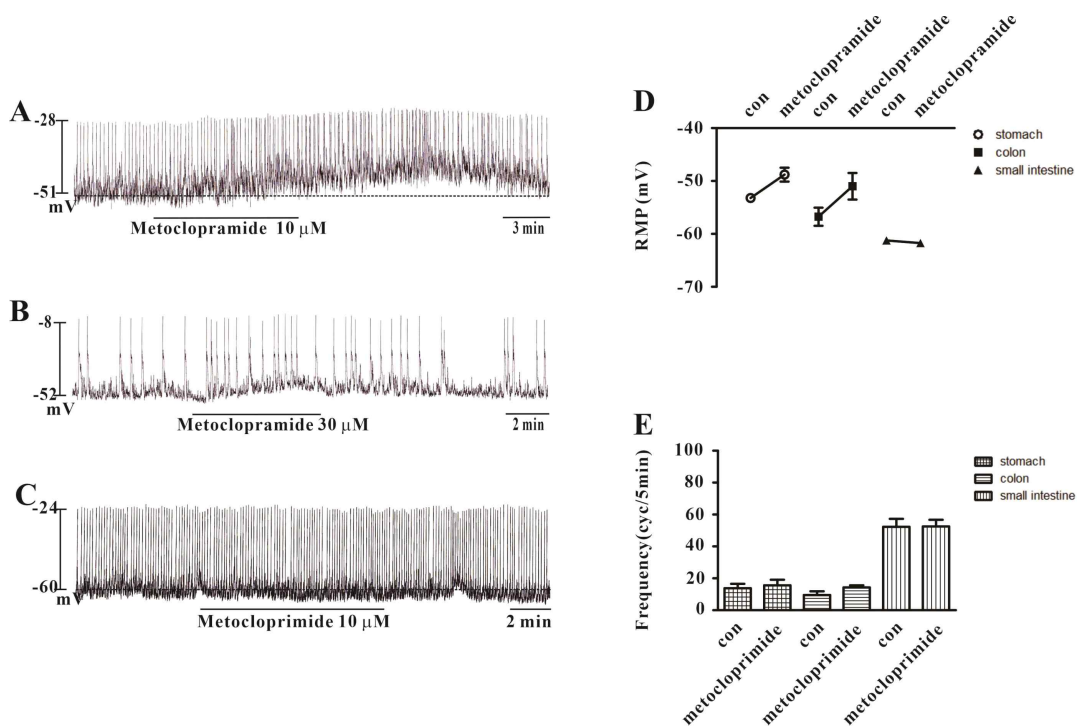 A
-28
-51
mV
Metoclopramide 10 μM
3 min
B
-8
-52
mV
Metoclopramide 30 μM
2 min
C
-24
-60
mV
Metocloprimide 10 μM
2 min
D
con
metoclopramide
con
metoclopramide
con
metoclopramide
-40
-50
-60
-70
RMP (mV)
stomach
colon
small intestine
E
100
80
60
40
20
0
Frequency(cyc/5min)
stomach
colon
small intestine
con
metocloprimide
con
metocloprimide
con
metocloprimide